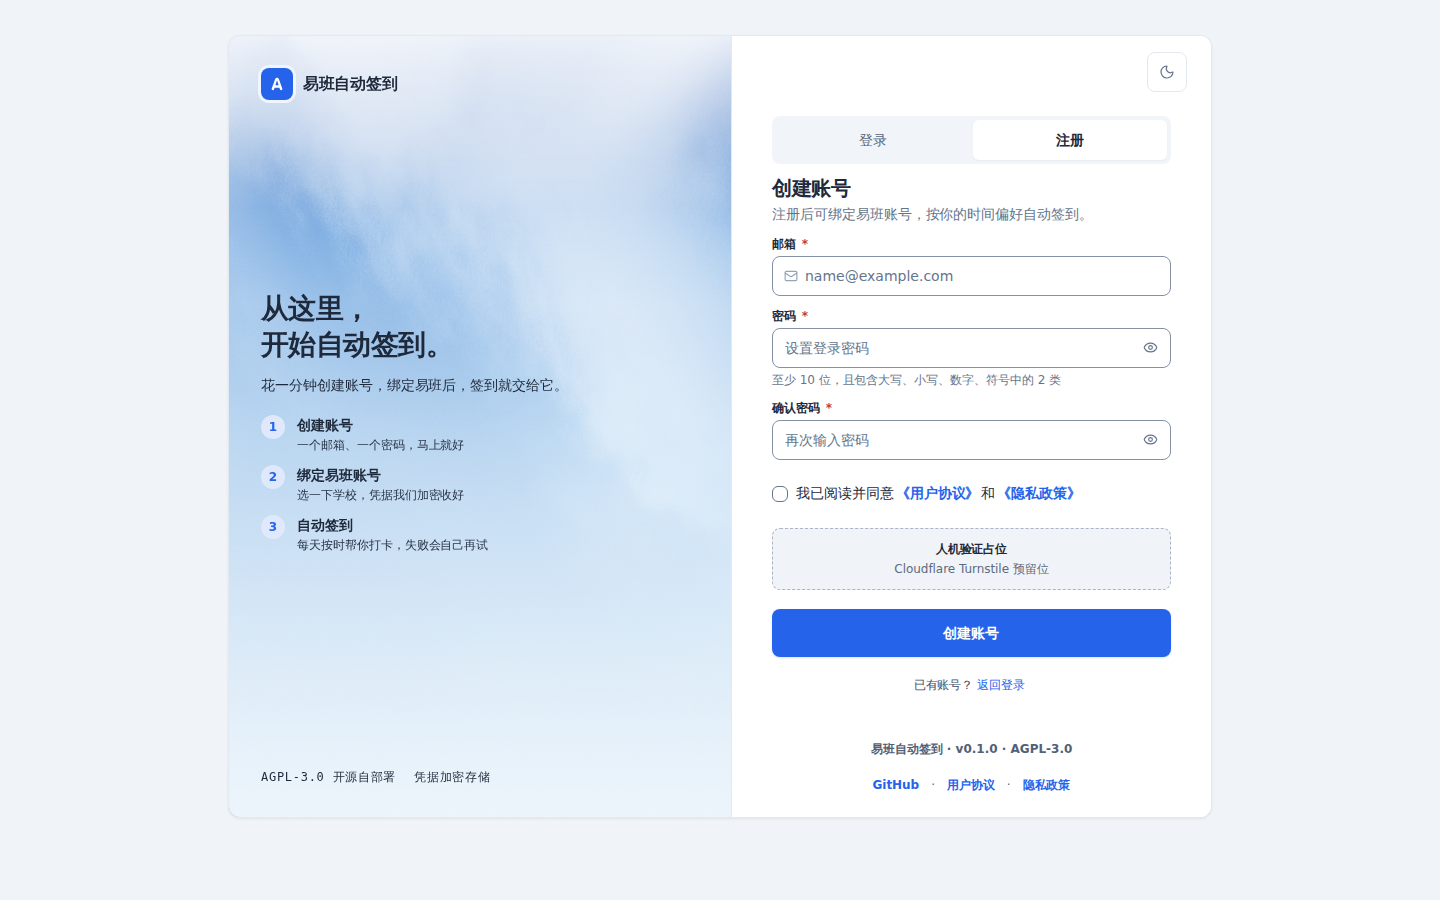 A 易班自动签到
从这里，
开始自动签到。
花一分钟创建账号，绑定易班后，签到就交给它。
1 创建账号
一个邮箱、一个密码，马上就好
2 绑定易班账号
选一下学校，凭据我们加密收好
3 自动签到
每天按时帮你打卡，失败会自己再试
AGPL-3.0 开源自部署 凭据加密存储
登录 注册
创建账号
注册后可绑定易班账号，按你的时间偏好自动签到。
邮箱 *
name@example.com
密码 *
设置登录密码
至少 10 位，且包含大写、小写、数字、符号中的 2 类
确认密码 *
再次输入密码
我已阅读并同意《用户协议》和《隐私政策》
人机验证占位
Cloudflare Turnstile 预留位
创建账号
已有账号？ 返回登录
易班自动签到 · v0.1.0 · AGPL-3.0
GitHub · 用户协议 · 隐私政策